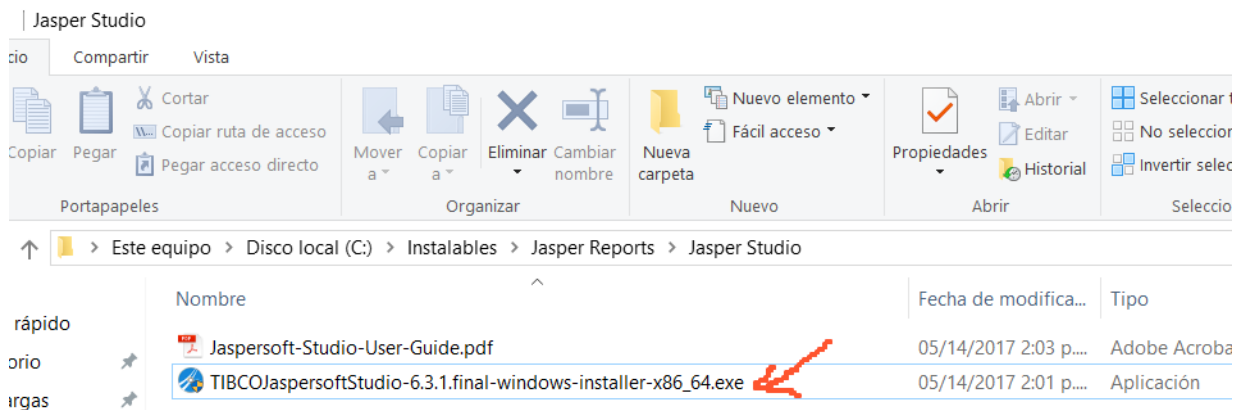 Jasper Studio
cio Compartir Vista
Copiar
Pegar
Cortar
Copiar ruta de acceso
Pegar acceso directo
Portapapeles
Mover a
Copiar a
Eliminar
Cambiar nombre
Organizar
Nueva carpeta
Nuevo elemento
Fácil acceso
Nuevo
Propiedades
Abrir
Editar
Historial
Abrir
Seleccionar t
No seleccion
Invertir selec
Seleccio
Este equipo > Disco local (C:) > Instalables > Jasper Reports > Jasper Studio
Nombre Fecha de modifica... Tipo
rápido
Jaspersoft-Studio-User-Guide.pdf 05/14/2017 2:03 p.... Adobe Acroba
orio
TIBCOJaspersoftStudio-6.3.1.final-windows-installer-x86_64.exe 05/14/2017 2:01 p.... Aplicación
argas